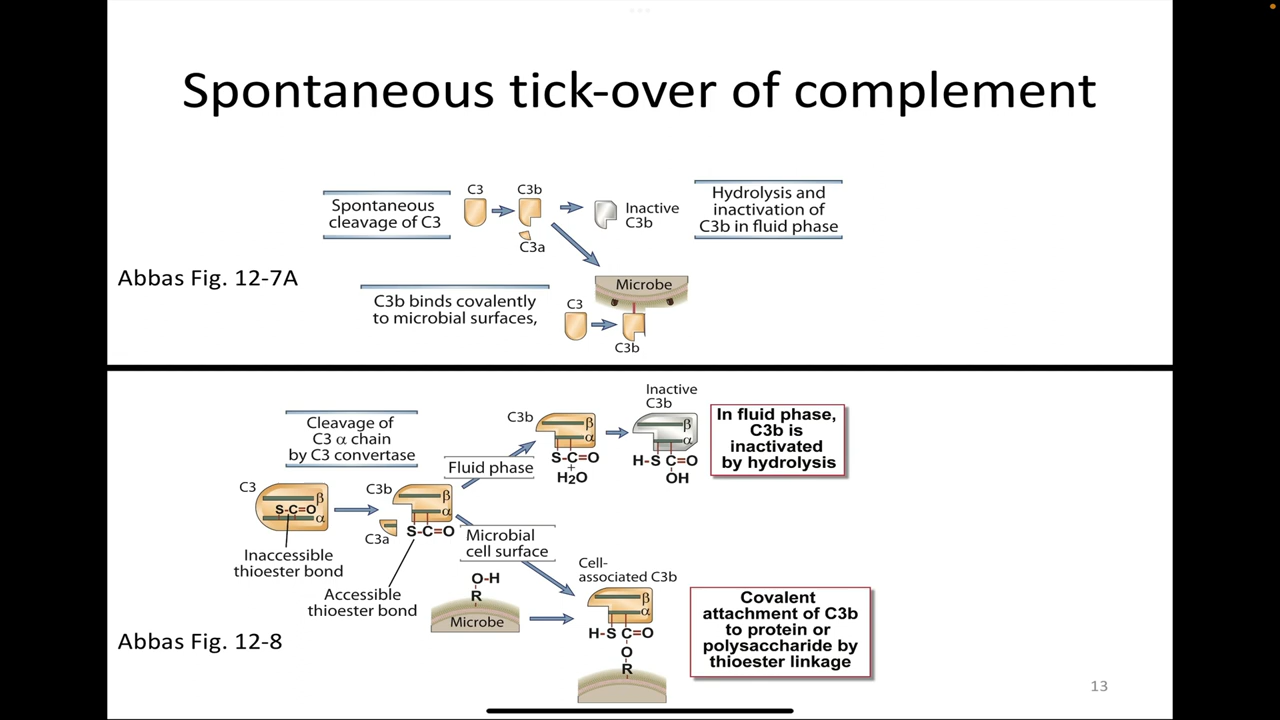 Spontaneous tick-over of complement
Spontaneous
cleavage of C3
C3
C3b
C3a
Inactive
C3b
Hydrolysis and
inactivation of
C3b in fluid phase
Abbas Fig. 12-7A
Microbe
C3b binds covalently
to microbial surfaces,
C3
C3b
Cleavage of
C3 α chain
by C3 convertase
C3
β
S-C=O
α
Inaccessible
thioester bond
C3b
β
α
C3a
S-C=O
Accessible
thioester bond
Fluid phase
C3b
β
α
S-C=O
+
H2O
Inactive
C3b
β
α
H-S C=O
OH
In fluid phase,
C3b is
inactivated
by hydrolysis
Microbial
cell surface
O-H
R
Microbe
Cell-
associated C3b
β
α
H-S C=O
O
R
Covalent
attachment of C3b
to protein or
polysaccharide by
thioester linkage
Abbas Fig. 12-8
13